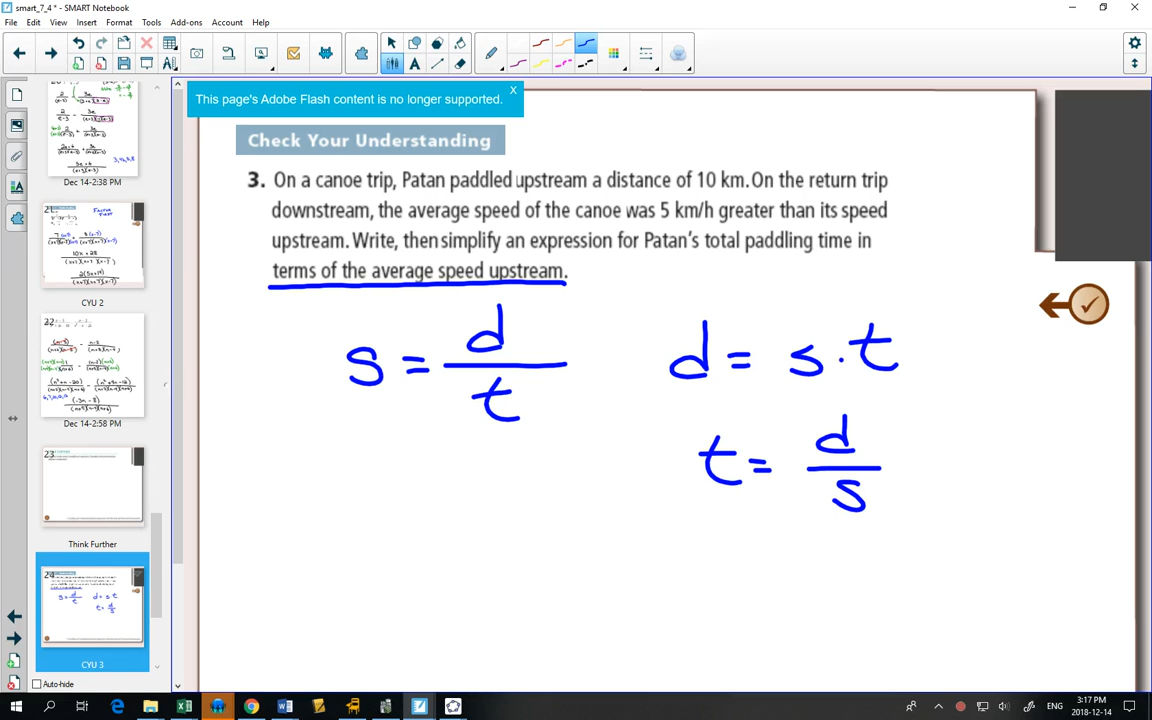 smart_7_4 * - SMART Notebook
File Edit View Insert Format Tools Add-ons Account Help
This page's Adobe Flash content is no longer supported. X
Check Your Understanding
3. On a canoe trip, Patan paddled upstream a distance of 10 km. On the return trip
downstream, the average speed of the canoe was 5 km/h greater than its speed
upstream. Write, then simplify an expression for Patan's total paddling time in
terms of the average speed upstream.
s = d/t
d = s · t
t = d/s
Dec 14-2:38 PM
21
CYU 2
22
Dec 14-2:58 PM
23
Think Further
24
s = d/t d = s · t
t = d/s
CYU 3
Auto-hide
ENG
3:17 PM
2018-12-14